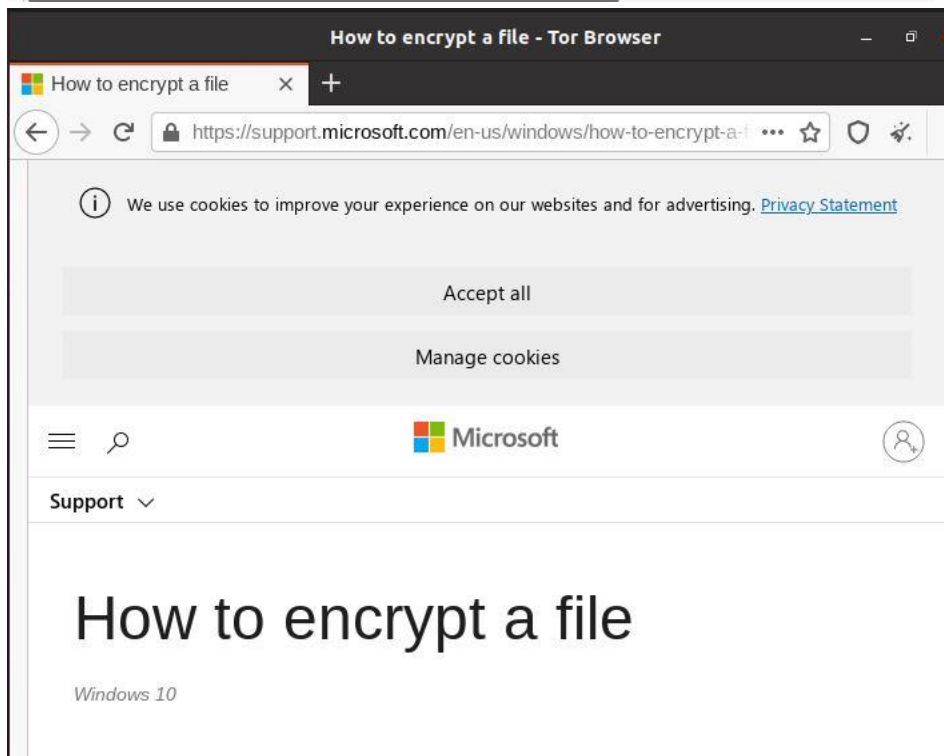 How to encrypt a file - Tor Browser
How to encrypt a file
https://support.microsoft.com/en-us/windows/how-to-encrypt-a-f
We use cookies to improve your experience on our websites and for advertising. Privacy Statement
Accept all
Manage cookies
Microsoft
Support
How to encrypt a file
Windows 10